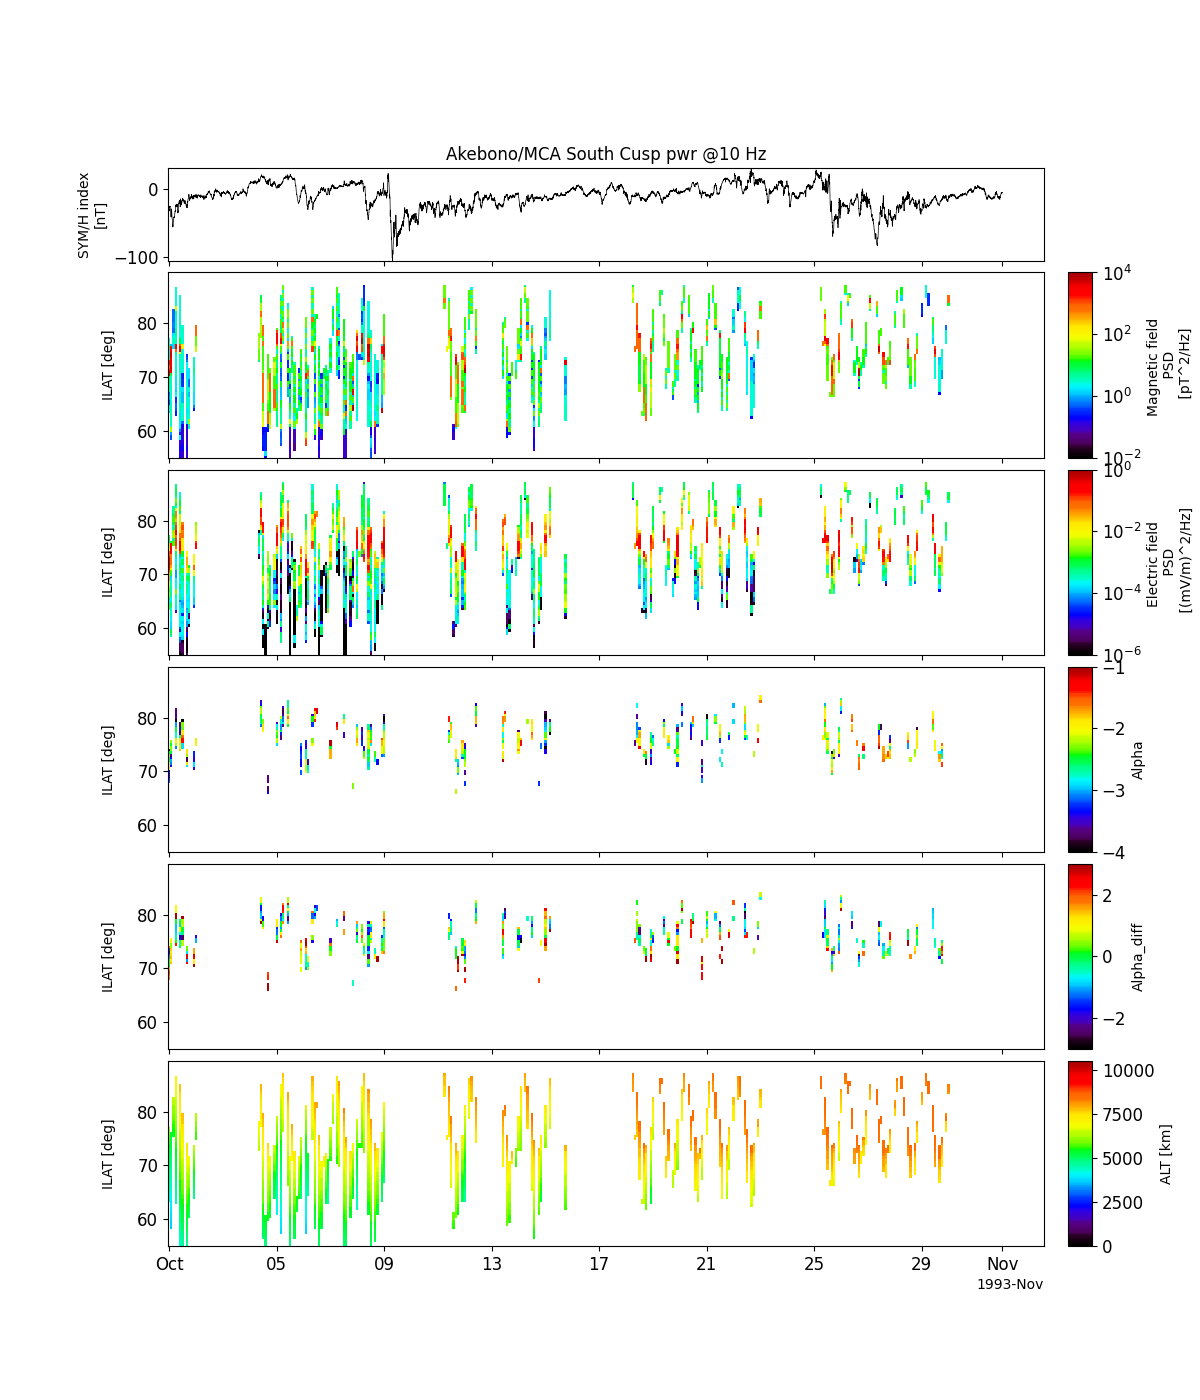 Akebono/MCA South Cusp pwr @10 Hz
SYM/H index
[nT]
0
−100
ILAT [deg]
80
70
60
10^4
10^2
10^0
10^−2
Magnetic field
PSD
[pT^2/Hz]
ILAT [deg]
80
70
60
10^0
10^−2
10^−4
10^−6
Electric field
PSD
[(mV/m)^2/Hz]
ILAT [deg]
80
70
60
−1
−2
−3
−4
Alpha
ILAT [deg]
80
70
60
2
0
−2
Alpha_diff
ILAT [deg]
80
70
60
10000
7500
5000
2500
0
ALT [km]
Oct 05 09 13 17 21 25 29 Nov
1993-Nov